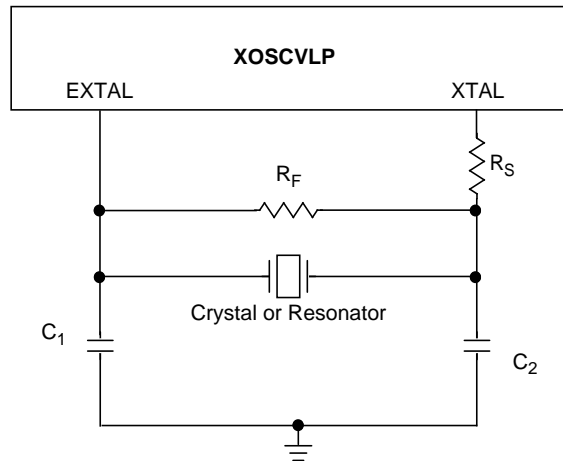 XOSCVLP
EXTAL XTAL
R_S
R_F
Crystal or Resonator
C_1
C_2